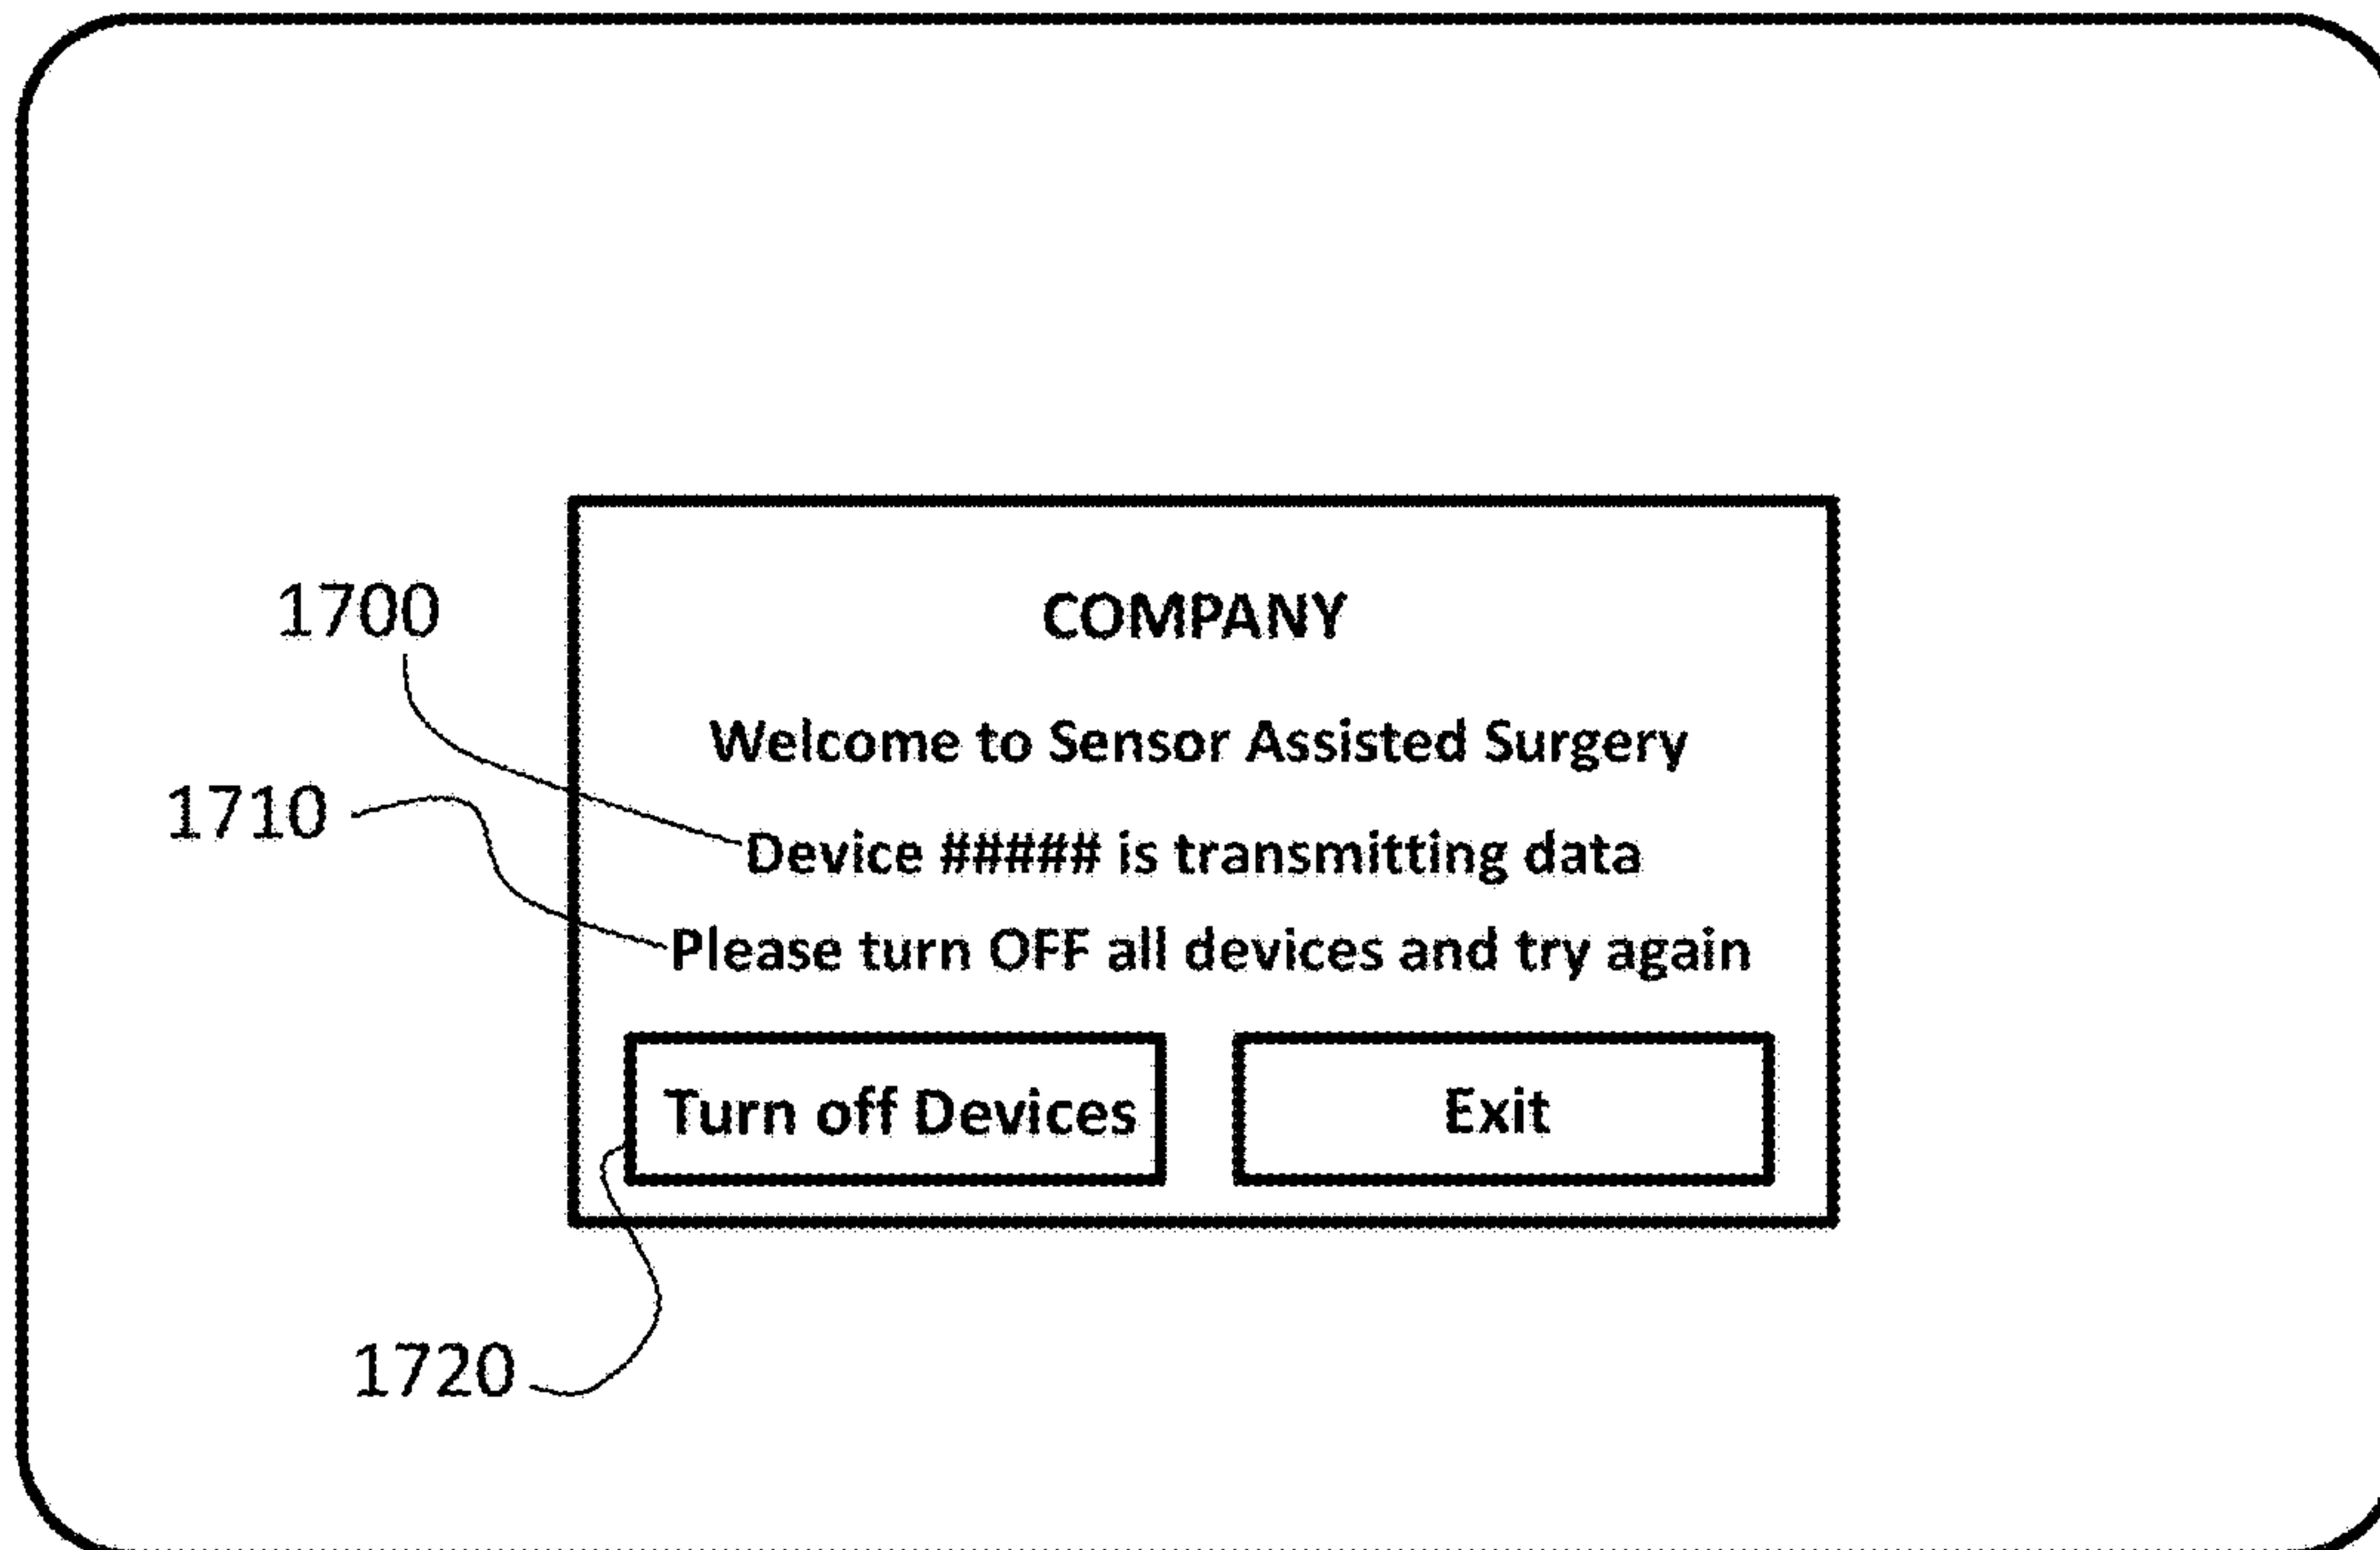 1700
COMPANY
Welcome to Sensor Assisted Surgery
1710
Device ##### is transmitting data
Please turn OFF all devices and try again
Turn off Devices
Exit
1720